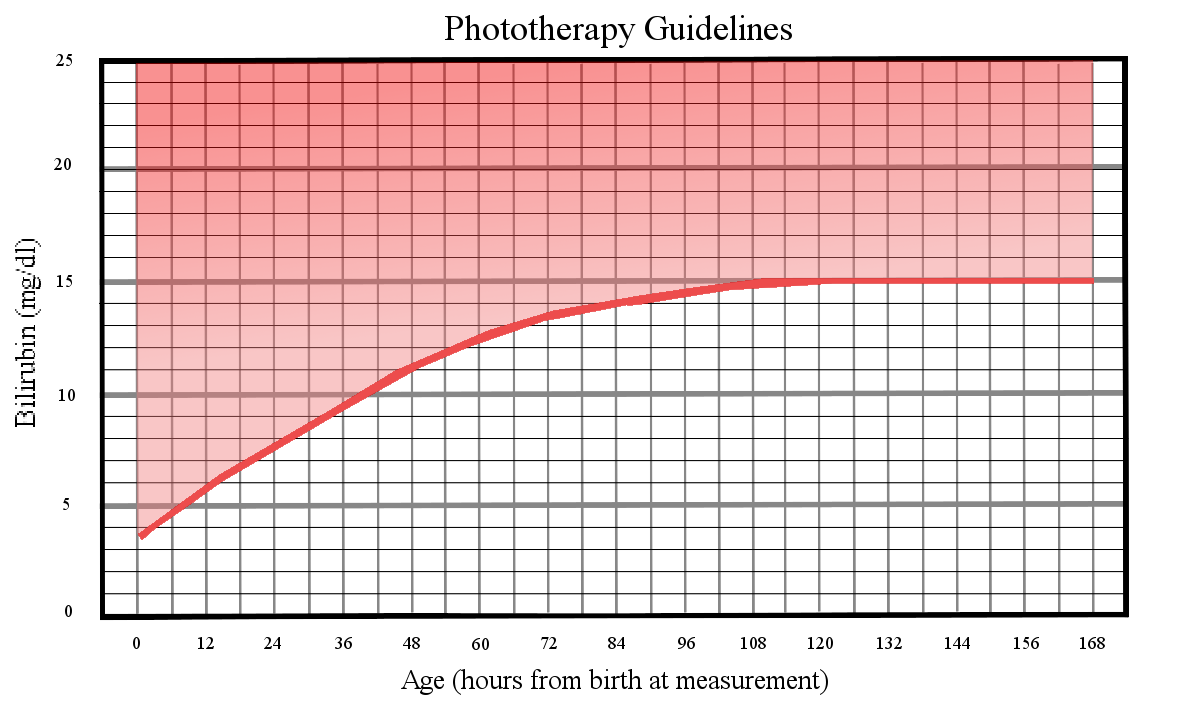 Phototherapy Guidelines
25
20
15
10
5
0
Bilirubin (mg/dl)
0 12 24 36 48 60 72 84 96 108 120 132 144 156 168
Age (hours from birth at measurement)